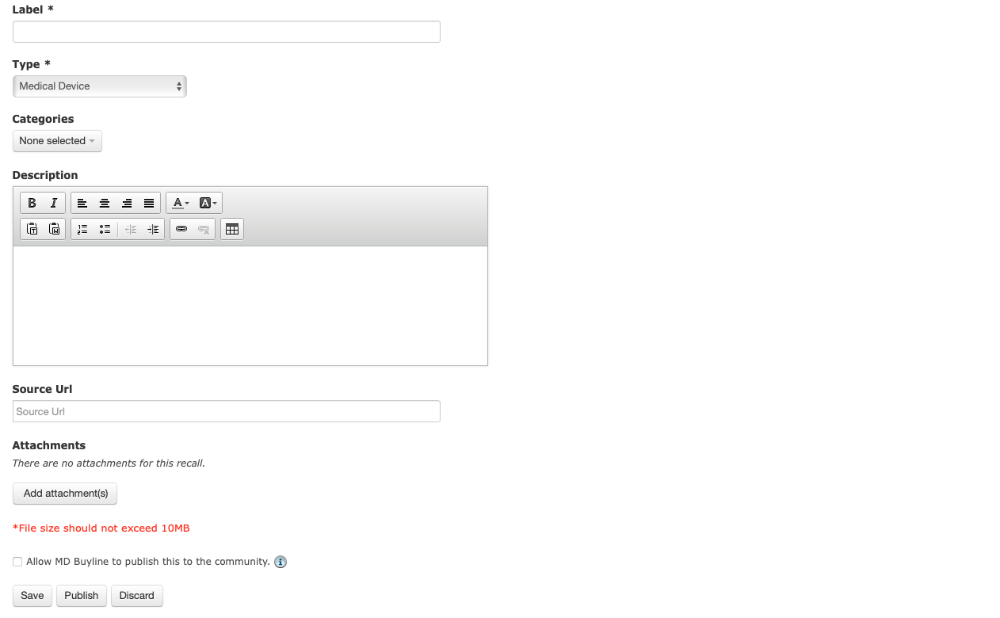 Label *
Type *
Medical Device
Categories
None selected
Description
Source Url
Source Url
Attachments
There are no attachments for this recall.
Add attachment(s)
*File size should not exceed 10MB
Allow MD Buyline to publish this to the community.
Save Publish Discard